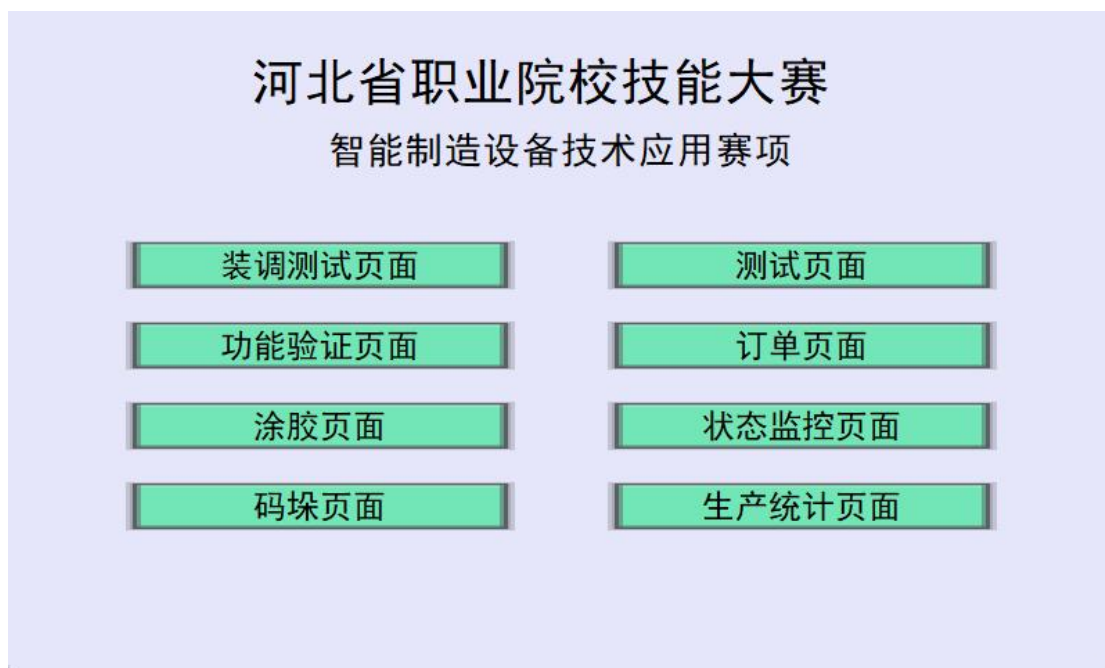 河北省职业院校技能大赛
智能制造设备技术应用赛项
装调测试页面
测试页面
功能验证页面
订单页面
涂胶页面
状态监控页面
码垛页面
生产统计页面